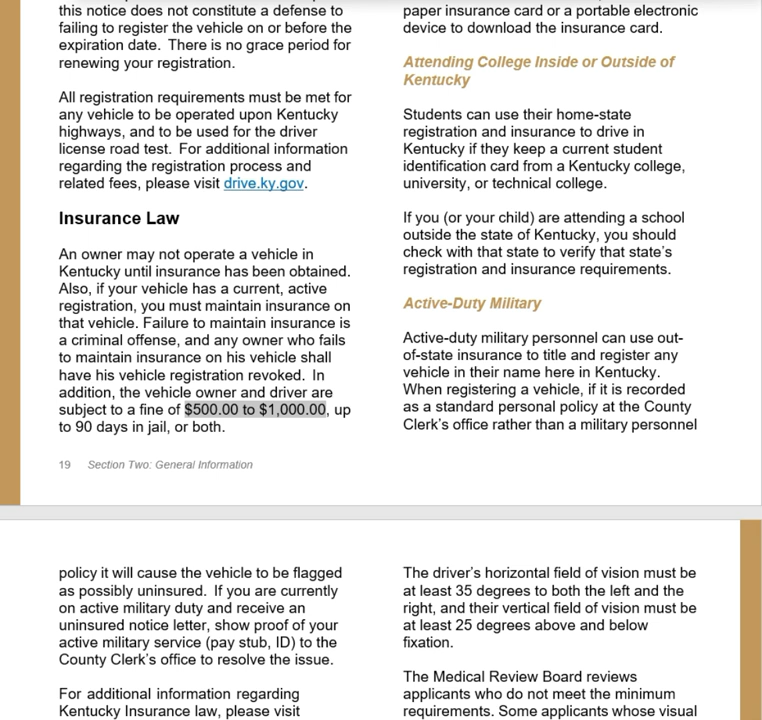 this notice does not constitute a defense to
failing to register the vehicle on or before the
expiration date. There is no grace period for
renewing your registration.
All registration requirements must be met for
any vehicle to be operated upon Kentucky
highways, and to be used for the driver
license road test. For additional information
regarding the registration process and
related fees, please visit drive.ky.gov.
Insurance Law
An owner may not operate a vehicle in
Kentucky until insurance has been obtained.
Also, if your vehicle has a current, active
registration, you must maintain insurance on
that vehicle. Failure to maintain insurance is
a criminal offense, and any owner who fails
to maintain insurance on his vehicle shall
have his vehicle registration revoked. In
addition, the vehicle owner and driver are
subject to a fine of $500.00 to $1,000.00, up
to 90 days in jail, or both.
paper insurance card or a portable electronic
device to download the insurance card.
Attending College Inside or Outside of
Kentucky
Students can use their home-state
registration and insurance to drive in
Kentucky if they keep a current student
identification card from a Kentucky college,
university, or technical college.
If you (or your child) are attending a school
outside the state of Kentucky, you should
check with that state to verify that state's
registration and insurance requirements.
Active-Duty Military
Active-duty military personnel can use out-
of-state insurance to title and register any
vehicle in their name here in Kentucky.
When registering a vehicle, if it is recorded
as a standard personal policy at the County
Clerk's office rather than a military personnel
19 Section Two: General Information
policy it will cause the vehicle to be flagged
as possibly uninsured. If you are currently
on active military duty and receive an
uninsured notice letter, show proof of your
active military service (pay stub, ID) to the
County Clerk's office to resolve the issue.
For additional information regarding
Kentucky Insurance law, please visit
The driver's horizontal field of vision must be
at least 35 degrees to both the left and the
right, and their vertical field of vision must be
at least 25 degrees above and below
fixation.
The Medical Review Board reviews
applicants who do not meet the minimum
requirements. Some applicants whose visual